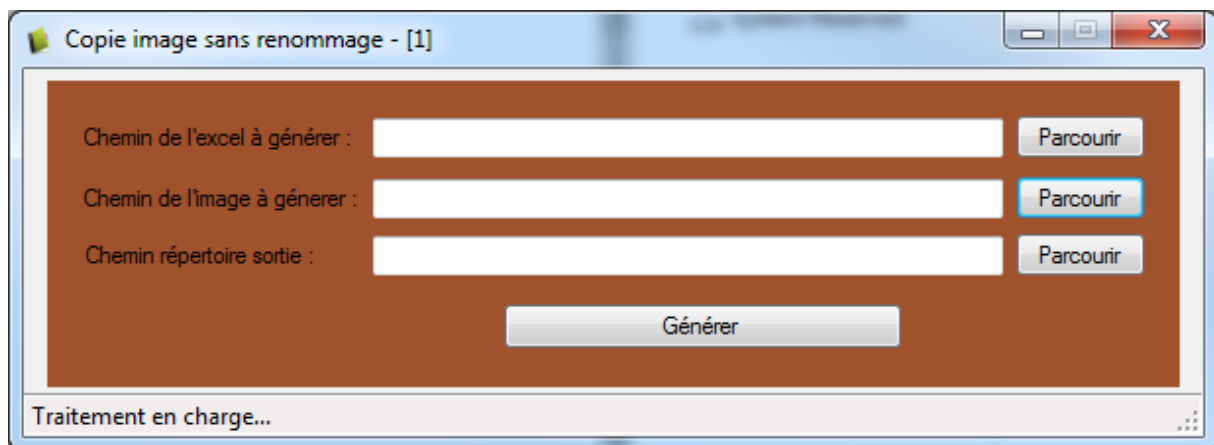 Copie image sans renommage - [1]
Chemin de l'excel à générer :
Parcourir
Chemin de l'image à génerer :
Parcourir
Chemin répertoire sortie :
Parcourir
Générer
Traitement en charge...